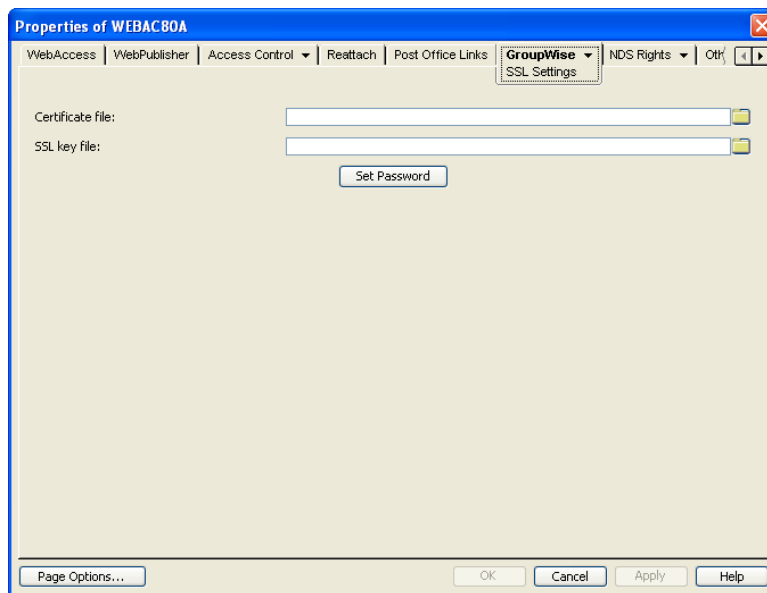 Properties of WEBAC80A
WebAccess WebPublisher Access Control Reattach Post Office Links GroupWise NDS Rights Oth
SSL Settings
Certificate file:
SSL key file:
Set Password
Page Options... OK Cancel Apply Help